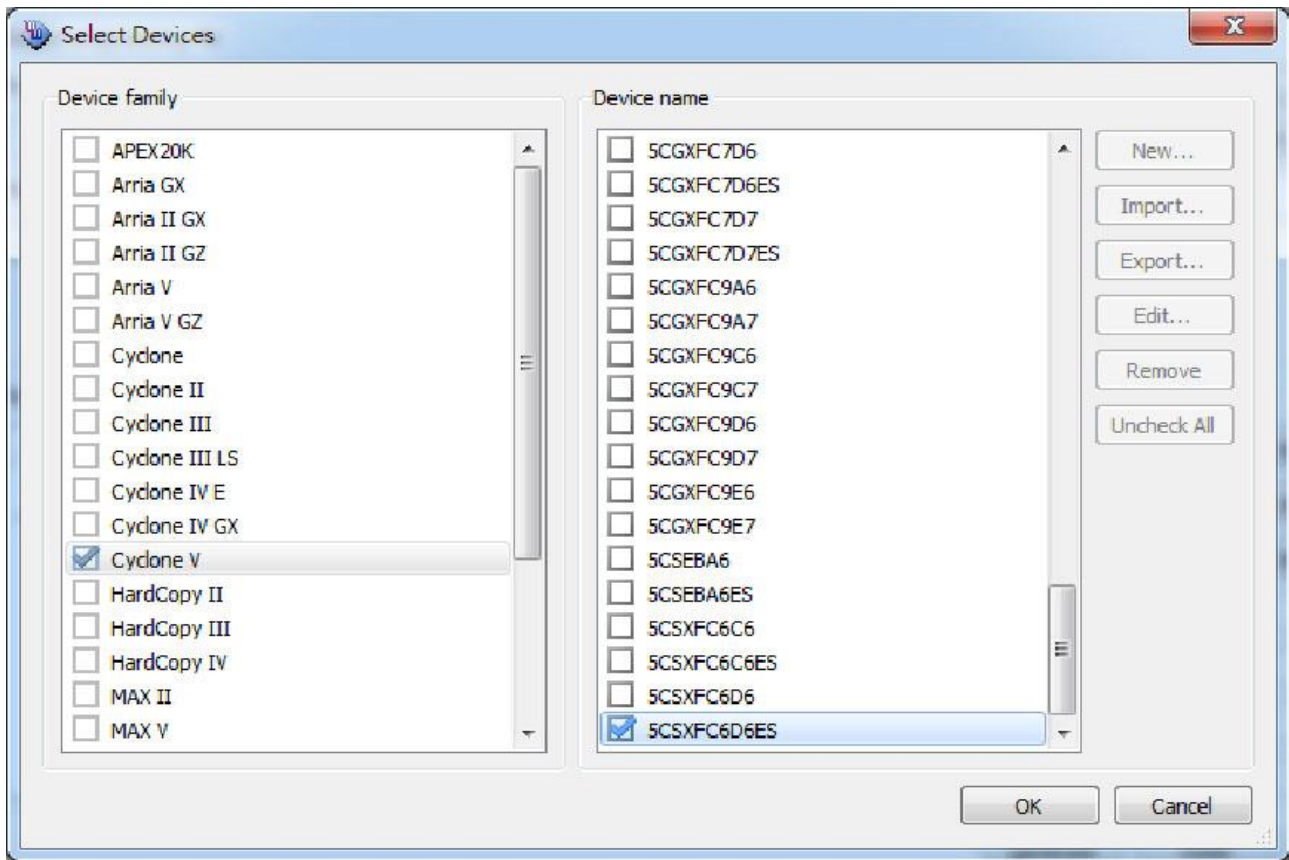 Select Devices
Device family
APEX20K
Arria GX
Arria II GX
Arria II GZ
Arria V
Arria V GZ
Cyclone
Cyclone II
Cyclone III
Cyclone III LS
Cyclone IV E
Cyclone IV GX
Cyclone V
HardCopy II
HardCopy III
HardCopy IV
MAX II
MAX V
Device name
5CGXFC7D6
5CGXFC7D6ES
5CGXFC7D7
5CGXFC7D7ES
5CGXFC9A6
5CGXFC9A7
5CGXFC9C6
5CGXFC9C7
5CGXFC9D6
5CGXFC9D7
5CGXFC9E6
5CGXFC9E7
5CSEBA6
5CSEBA6ES
5CSXFC6C6
5CSXFC6C6ES
5CSXFC6D6
5CSXFC6D6ES
New...
Import...
Export...
Edit...
Remove
Uncheck All
OK
Cancel